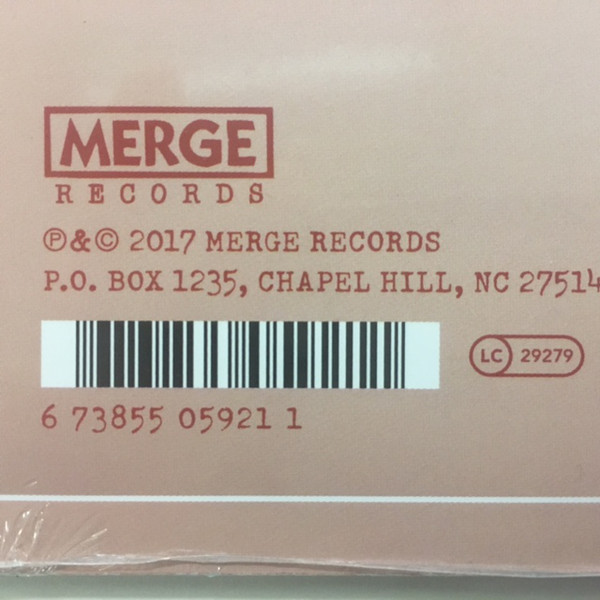 MERGE
RECORDS
℗&© 2017 MERGE RECORDS
P.O. BOX 1235, CHAPEL HILL, NC 27514
LC 29279
6 73855 05921 1